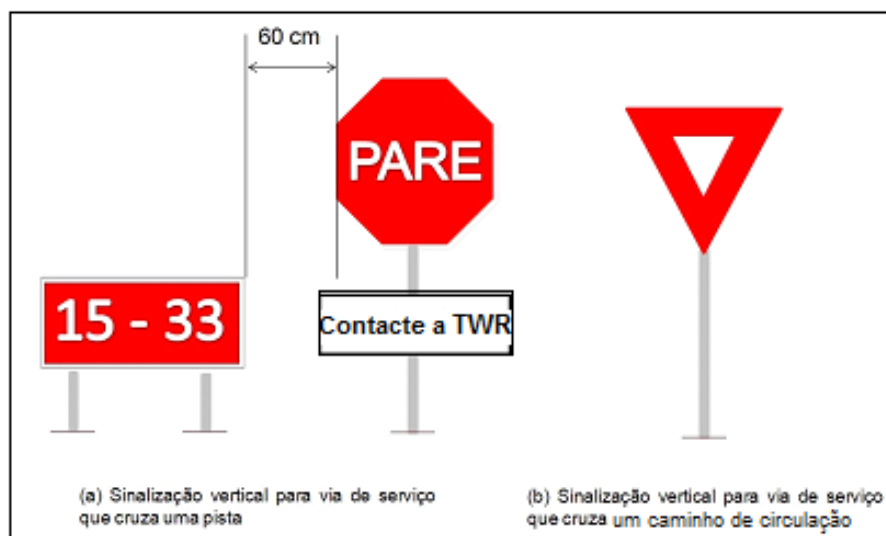 60 cm
PARE
15 - 33
Contacte a TWR
(a) Sinalização vertical para via de serviço
que cruza uma pista
(b) Sinalização vertical para via de serviço
que cruza um caminho de circulação